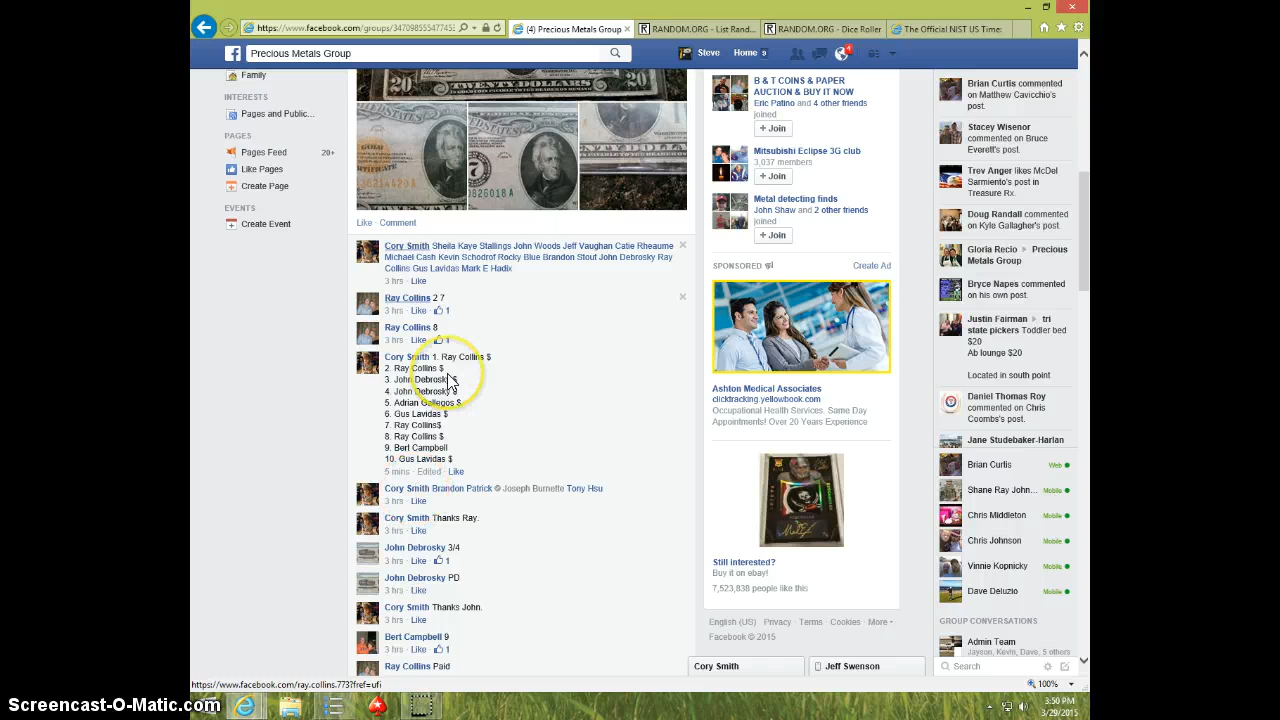 https://www.facebook.com/groups/34709855547745
(4) Precious Metals Group
RANDOM.ORG - List Rand...
RANDOM.ORG - Dice Roller
The Official NIST US Time:
Precious Metals Group
Steve
Home 9
4
Family
INTERESTS
Pages and Public...
PAGES
Pages Feed 20+
Like Pages
Create Page
EVENTS
Create Event
20 TWENTY DOLLARS 20
Like · Comment
Cory Smith Sheila Kaye Stallings John Woods Jeff Vaughan Catie Rheaume
Michael Cash Kevin Schodrof Rocky Blue Brandon Stout John Debrosky Ray
Collins Gus Lavidas Mark E Hadix
3 hrs · Like
Ray Collins 2 7
3 hrs · Like · 1
Ray Collins 8
3 hrs · Like · 1
Cory Smith 1. Ray Collins $
2. Ray Collins $
3. John Debrosky $
4. John Debrosky $
5. Adrian Gallegos $
6. Gus Lavidas $
7. Ray Collins$
8. Ray Collins $
9. Bert Campbell
10. Gus Lavidas $
5 mins · Edited · Like
Cory Smith Brandon Patrick Joseph Burnette Tony Hsu
3 hrs · Like
Cory Smith Thanks Ray.
3 hrs · Like
John Debrosky 3/4
3 hrs · Like · 1
John Debrosky PD
3 hrs · Like
Cory Smith Thanks John.
3 hrs · Like
Bert Campbell 9
3 hrs · Like · 1
Ray Collins Paid
B & T COINS & PAPER
AUCTION & BUY IT NOW
Eric Patino and 4 other friends
joined
+ Join
Mitsubishi Eclipse 3G club
3,037 members
+ Join
Metal detecting finds
John Shaw and 2 other friends
joined
+ Join
SPONSORED
Create Ad
Ashton Medical Associates
clicktracking.yellowbook.com
Occupational Health Services. Same Day
Appointments! Over 20 Years Experience
Still interested?
Buy it on ebay!
7,523,838 people like this
English (US) · Privacy · Terms · Cookies · More
Facebook © 2015
Cory Smith
Jeff Swenson
Brian Curtis commented
on Matthew Cavicchio's
post.
Stacey Wisenor
commented on Bruce
Everett's post.
Trev Anger likes McDel
Sarmiento's post in
Treasure Rx.
Doug Randall commented
on Kyle Gallagher's post.
Gloria Recio Precious
Metals Group
Bryce Napes commented
on his own post.
Justin Fairman tri
state pickers Toddler bed
$20
Ab lounge $20
Located in south point
Daniel Thomas Roy
commented on Chris
Coombs's post.
Jane Studebaker-Harlan
Brian Curtis Web
Shane Ray John... Mobile
Chris Middleton Mobile
Chris Johnson Mobile
Vinnie Kopnicky Mobile
Dave Deluzio Mobile
GROUP CONVERSATIONS
Admin Team
Jayson, Kevin, Dave, 5 others
Search
https://www.facebook.com/ray.collins.773?fref=ufi
100%
Screencast-O-Matic.com
3:50 PM
3/29/2015